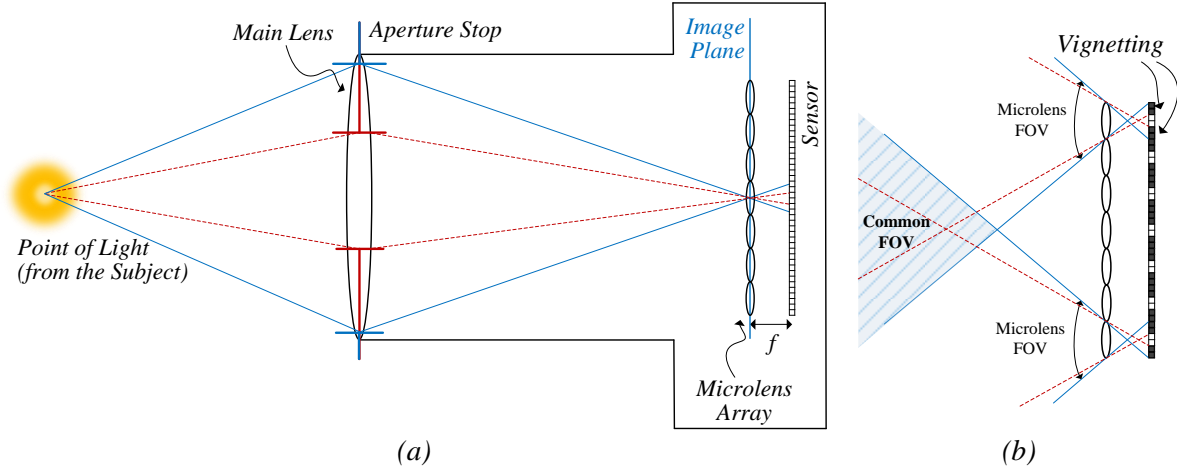 Main Lens
Aperture Stop
Image
Plane
Sensor
Point of Light
(from the Subject)
f
Microlens
Array
(a)
Vignetting
Microlens
FOV
Common
FOV
Microlens
FOV
(b)